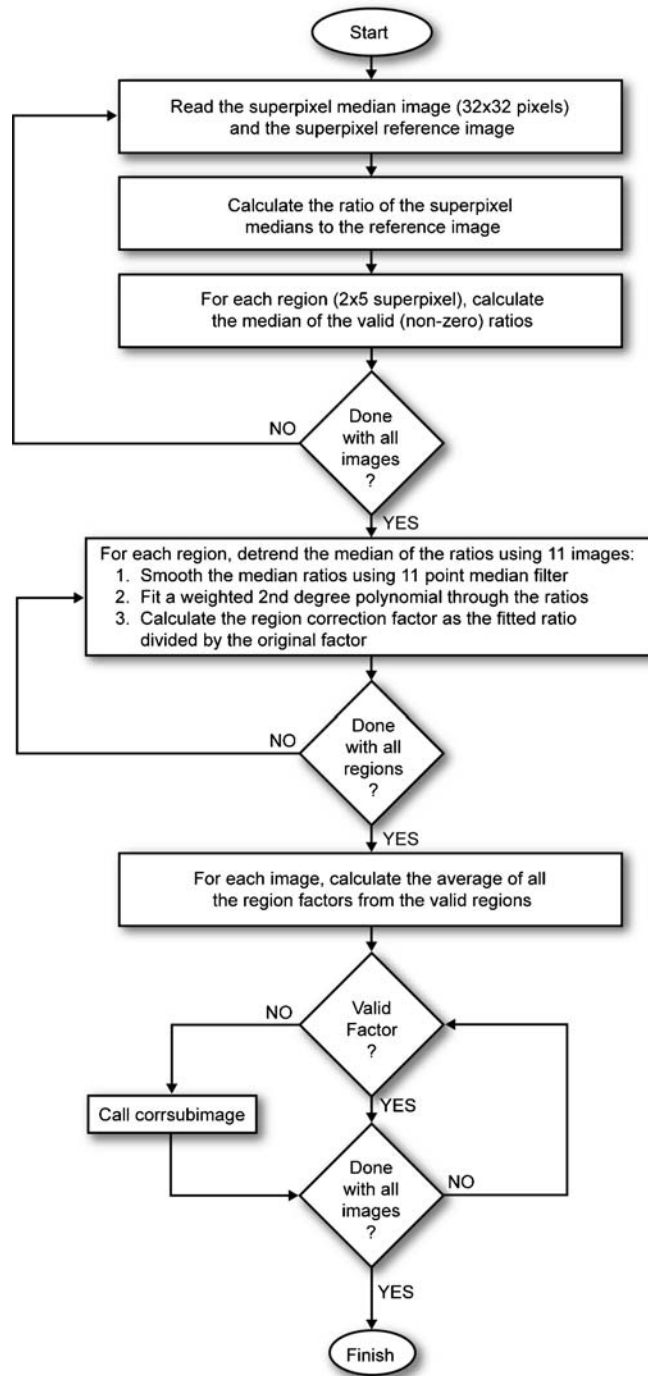 Start
Read the superpixel median image (32x32 pixels)
and the superpixel reference image
Calculate the ratio of the superpixel
medians to the reference image
For each region (2x5 superpixel), calculate
the median of the valid (non-zero) ratios
Done
with all
images
?
NO
YES
For each region, detrend the median of the ratios using 11 images:
1. Smooth the median ratios using 11 point median filter
2. Fit a weighted 2nd degree polynomial through the ratios
3. Calculate the region correction factor as the fitted ratio
divided by the original factor
Done
with all
regions
?
NO
YES
For each image, calculate the average of all
the region factors from the valid regions
Valid
Factor
?
NO
YES
Call corrsubimage
Done
with all
images
?
NO
YES
Finish